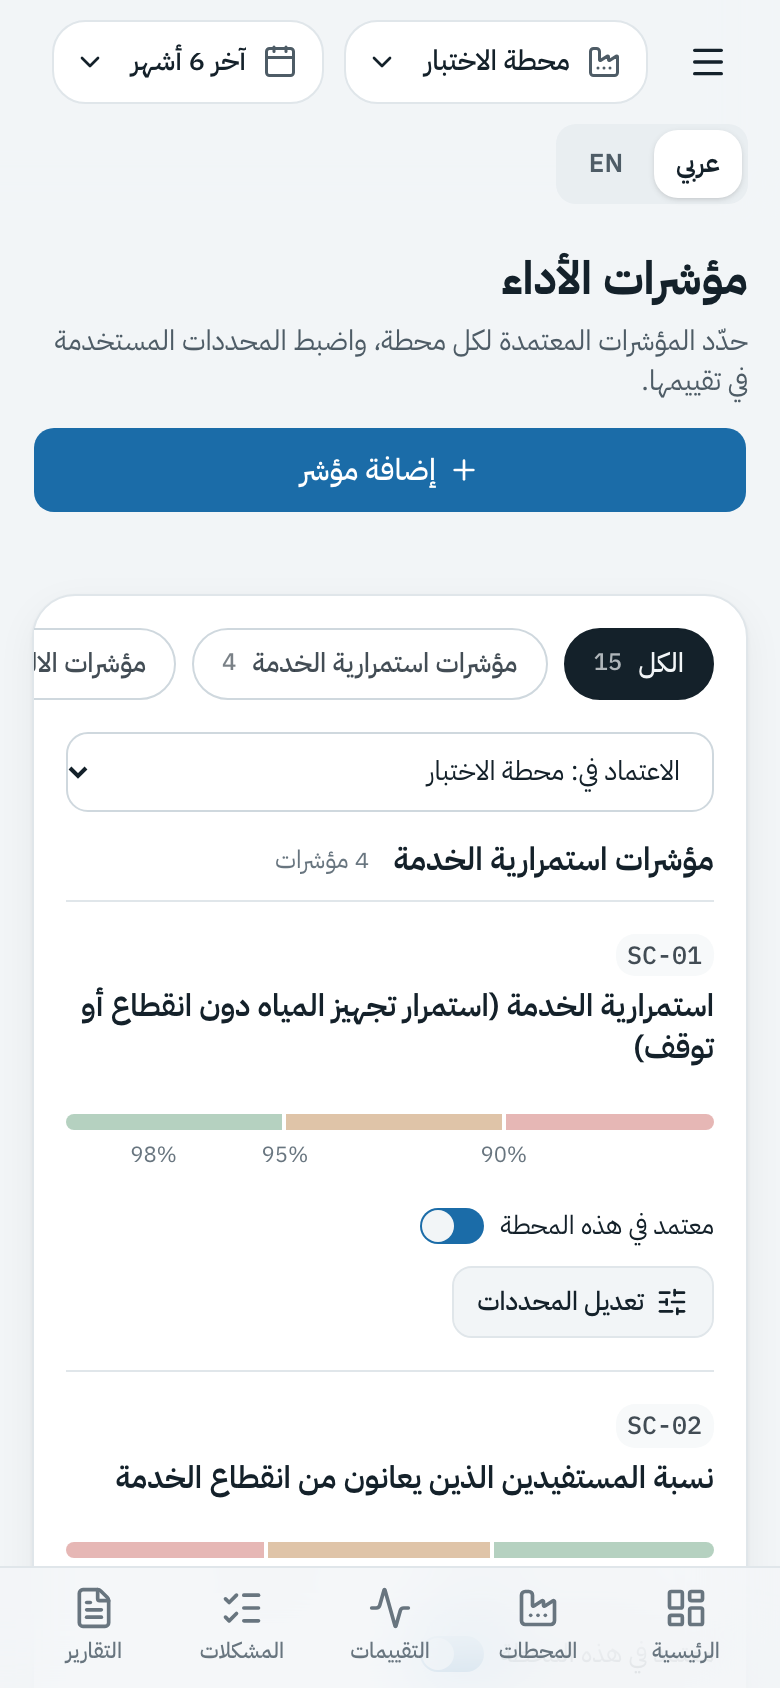 محطة الاختبار
آخر 6 أشهر
عربي
EN
مؤشرات الأداء
حدّد المؤشرات المعتمدة لكل محطة، واضبط المحددات المستخدمة
في تقييمها.
إضافة مؤشر
الكل 15
مؤشرات استمرارية الخدمة 4
مؤشرات
الاعتماد في: محطة الاختبار
مؤشرات استمرارية الخدمة 4 مؤشرات
SC-01
استمرارية الخدمة (استمرار تجهيز المياه دون انقطاع أو
توقف)
90% 95% 98%
معتمد في هذه المحطة
تعديل المحددات
SC-02
نسبة المستفيدين الذين يعانون من انقطاع الخدمة
الرئيسية
المحطات
التقييمات
المشكلات
التقارير